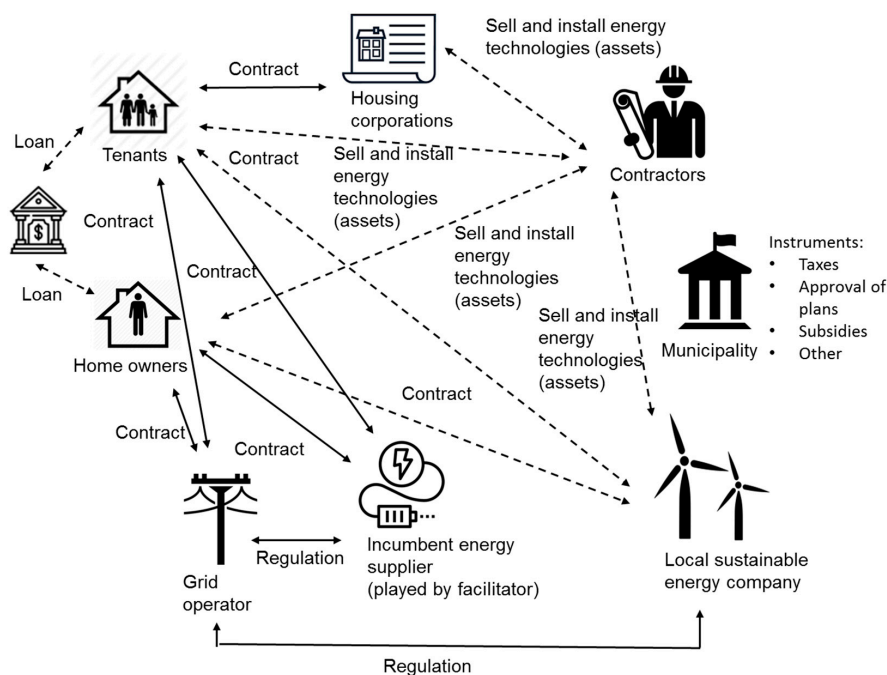 Sell and install energy
technologies (assets)
Contract
Housing
corporations
Tenants
Loan
Contract
Sell and install
energy
technologies
(assets)
Contractors
Contract
Loan
Contract
Sell and install
energy
technologies
(assets)
Instruments:
• Taxes
• Approval of
plans
• Subsidies
• Other
Municipality
Sell and install
energy
technologies
(assets)
Home owners
Contract
Contract
Contract
Grid
operator
Regulation
Incumbent energy
supplier
(played by facilitator)
Local sustainable
energy company
Regulation